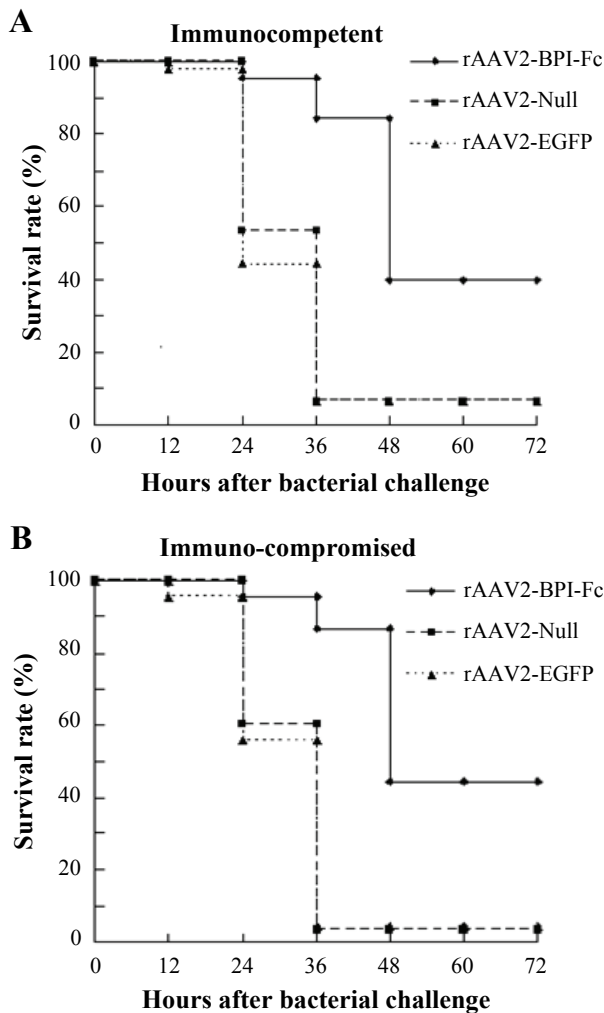 A
Immunocompetent
rAAV2-BPI-Fc
rAAV2-Null
rAAV2-EGFP
Survival rate (%)
100
80
60
40
20
0
0 12 24 36 48 60 72
Hours after bacterial challenge
B
Immuno-compromised
rAAV2-BPI-Fc
rAAV2-Null
rAAV2-EGFP
Survival rate (%)
100
80
60
40
20
0
0 12 24 36 48 60 72
Hours after bacterial challenge